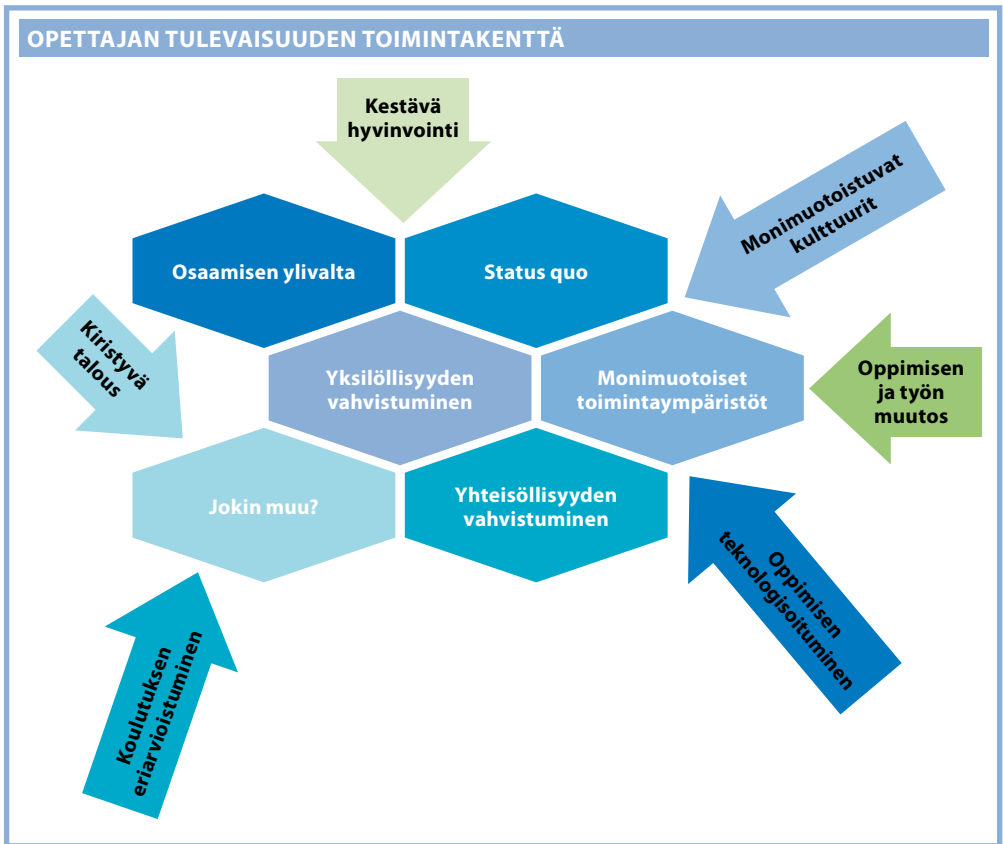 OPETTAJAN TULEVAISUUDEN TOIMINTAKENTTÄ
Kestävä
hyvinvointi
Monimuotoistuvat
kulttuurit
Osaamisen ylivalta
Status quo
Kiristyvä
talous
Yksilöllisyyden
vahvistuminen
Monimuotoiset
toimintaympäristöt
Oppimisen
ja työn
muutos
Jokin muu?
Yhteisöllisyyden
vahvistuminen
Oppimisen
teknologisoituminen
Koulutuksen
eriarvioistuminen